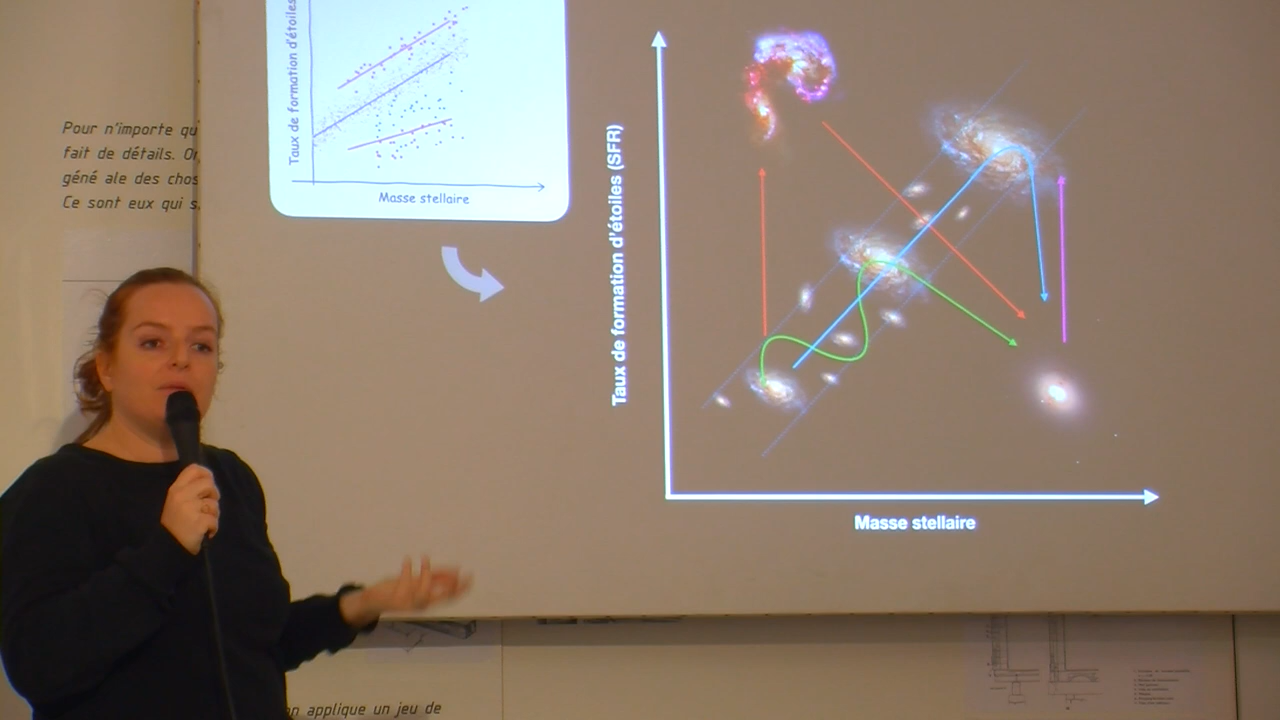 Taux de formation d'étoiles
Masse stellaire
Taux de formation d'étoiles (SFR)
Masse stellaire
Pour n'importe qu
fait de détails. Or
géné ale des chos
Ce sont eux qui s
n applique un jeu de